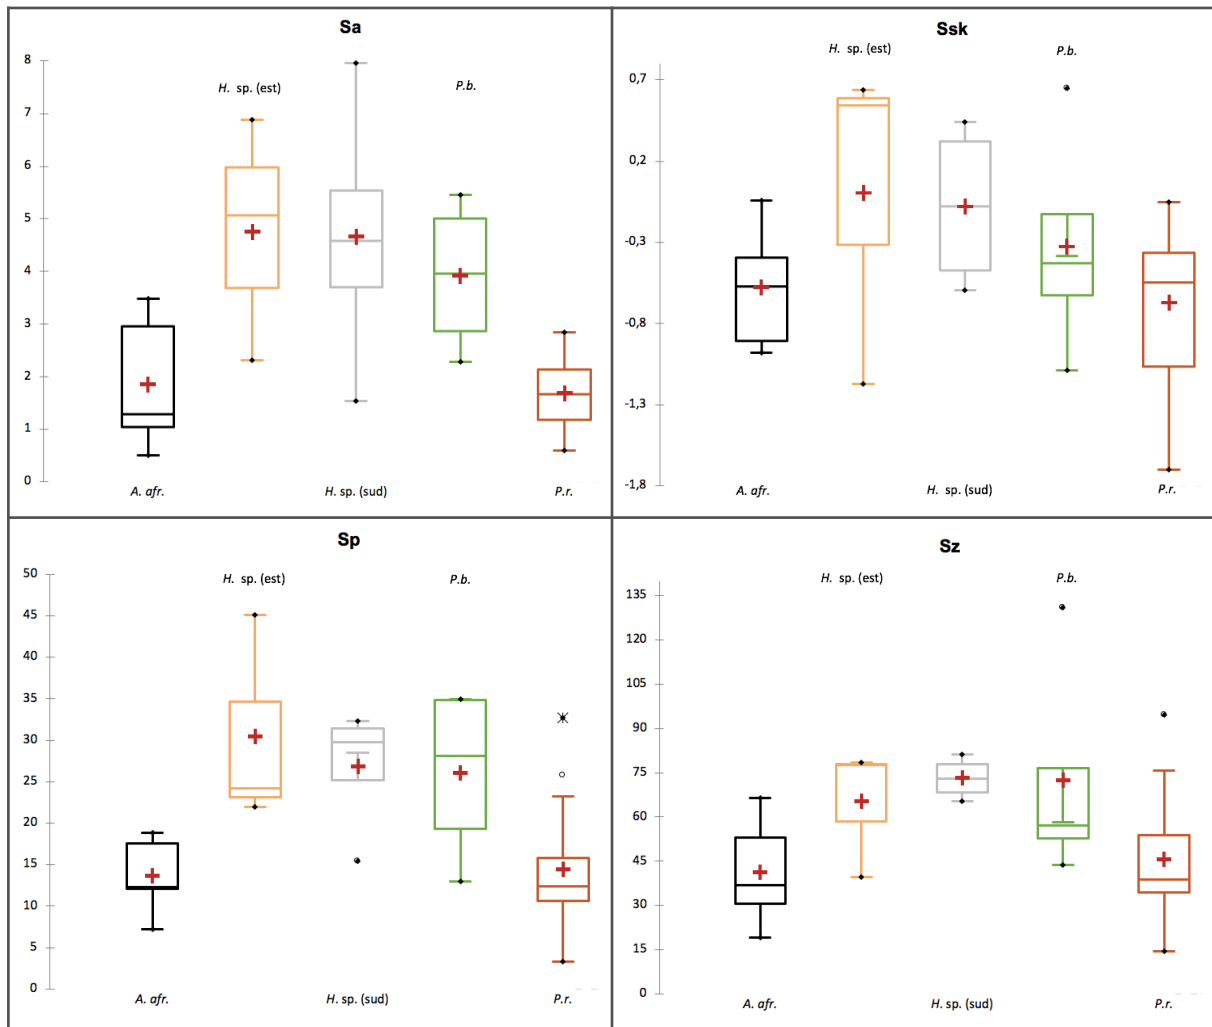 Sa
8
7
6
5
4
3
2
1
0
H. sp. (est)
P.b.
A. afr.
H. sp. (sud)
P.r.
Ssk
0,7
0,2
-0,3
-0,8
-1,3
-1,8
H. sp. (est)
P.b.
A. afr.
H. sp. (sud)
P.r.
Sp
50
45
40
35
30
25
20
15
10
5
0
H. sp. (est)
P.b.
A. afr.
H. sp. (sud)
P.r.
Sz
135
120
105
90
75
60
45
30
15
0
H. sp. (est)
P.b.
A. afr.
H. sp. (sud)
P.r.